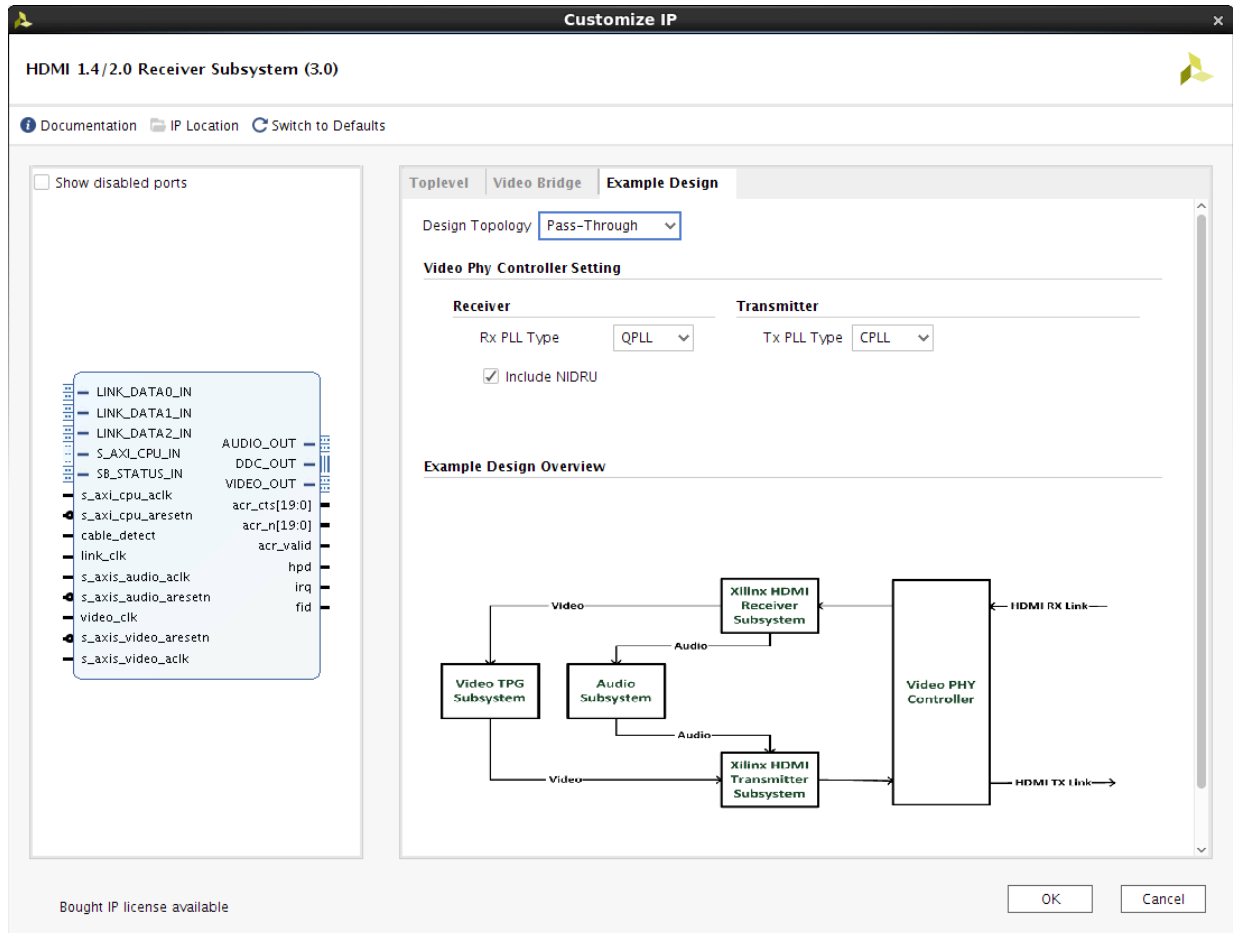 Customize IP
HDMI 1.4/2.0 Receiver Subsystem (3.0)
Documentation IP Location Switch to Defaults
Show disabled ports
LINK_DATA0_IN
LINK_DATA1_IN
LINK_DATA2_IN
S_AXI_CPU_IN
SB_STATUS_IN
s_axi_cpu_aclk
s_axi_cpu_aresetn
cable_detect
link_clk
s_axis_audio_aclk
s_axis_audio_aresetn
video_clk
s_axis_video_aresetn
s_axis_video_aclk
AUDIO_OUT
DDC_OUT
VIDEO_OUT
acr_cts[19:0]
acr_n[19:0]
acr_valid
hpd
irq
fid
Toplevel Video Bridge Example Design
Design Topology Pass-Through
Video Phy Controller Setting
Receiver Transmitter
Rx PLL Type QPLL Tx PLL Type CPLL
Include NIDRU
Example Design Overview
Xilinx HDMI
Receiver
Subsystem
Video
HDMI RX Link
Audio
Video TPG
Subsystem
Audio
Subsystem
Video PHY
Controller
Audio
Xilinx HDMI
Transmitter
Subsystem
Video
HDMI TX Link
Bought IP license available
OK Cancel